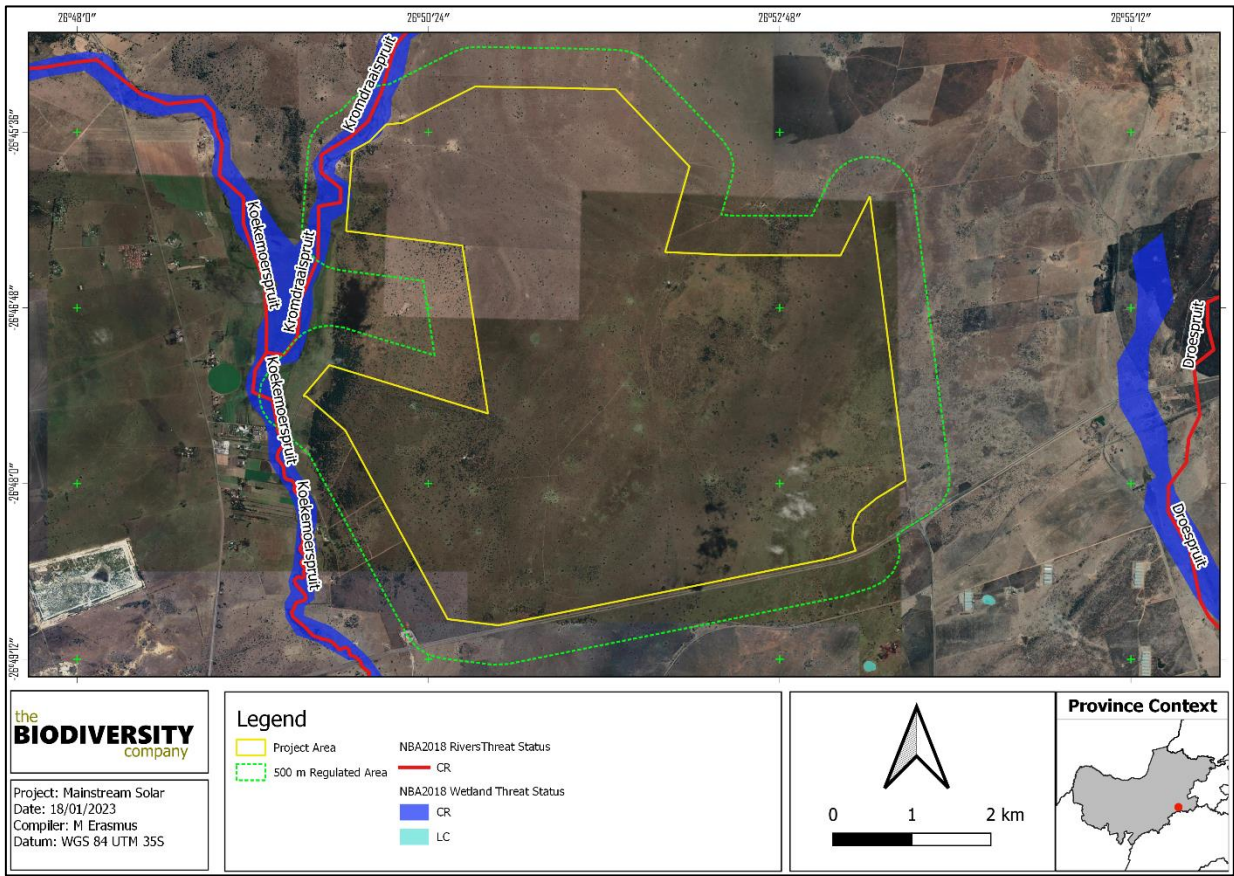 26°48'0"
26°50'24"
26°52'48"
26°55'12"
-26°45'36"
-26°46'48"
-26°48'0"
-26°49'12"
Kromdraaispruit
Koekemoerspruit
Kromdraaispruit
Koekemoerspruit
Koekemoerspruit
Droespruit
Droespruit
the
BIODIVERSITY
company
Project: Mainstream Solar
Date: 18/01/2023
Compiler: M Erasmus
Datum: WGS 84 UTM 35S
Legend
Project Area
500 m Regulated Area
NBA2018 RiversThreat Status
CR
NBA2018 Wetland Threat Status
CR
LC
0 1 2 km
Province Context